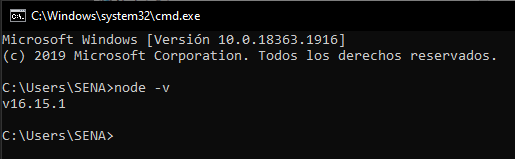 C:\Windows\system32\cmd.exe
Microsoft Windows [Versión 10.0.18363.1916]
(c) 2019 Microsoft Corporation. Todos los derechos reservados.
C:\Users\SENA>node -v
v16.15.1
C:\Users\SENA>